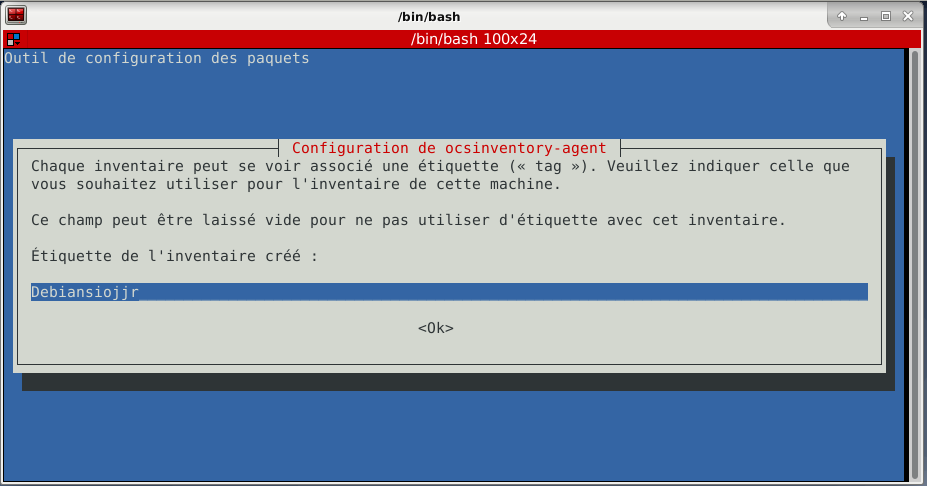 /bin/bash
/bin/bash 100x24
Outil de configuration des paquets
Configuration de ocsinventory-agent
Chaque inventaire peut se voir associé une étiquette (« tag »). Veuillez indiquer celle que
vous souhaitez utiliser pour l'inventaire de cette machine.
Ce champ peut être laissé vide pour ne pas utiliser d'étiquette avec cet inventaire.
Étiquette de l'inventaire créé :
Debiansiojjr
<Ok>